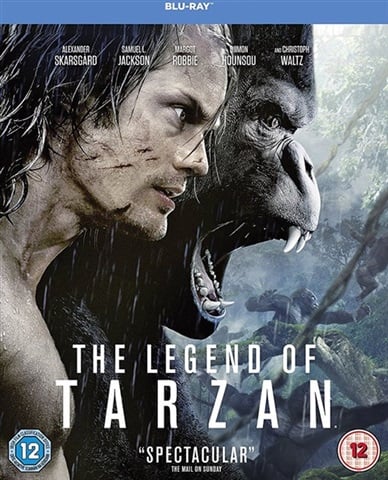 BLU-RAY™
ALEXANDER SAMUEL L. MARGOT DJIMON AND CHRISTOPH
SKARSGÅRD JACKSON ROBBIE HOUNSOU WALTZ
THE LEGEND OF
TARZAN
12
"SPECTACULAR"
THE MAIL ON SUNDAY
12